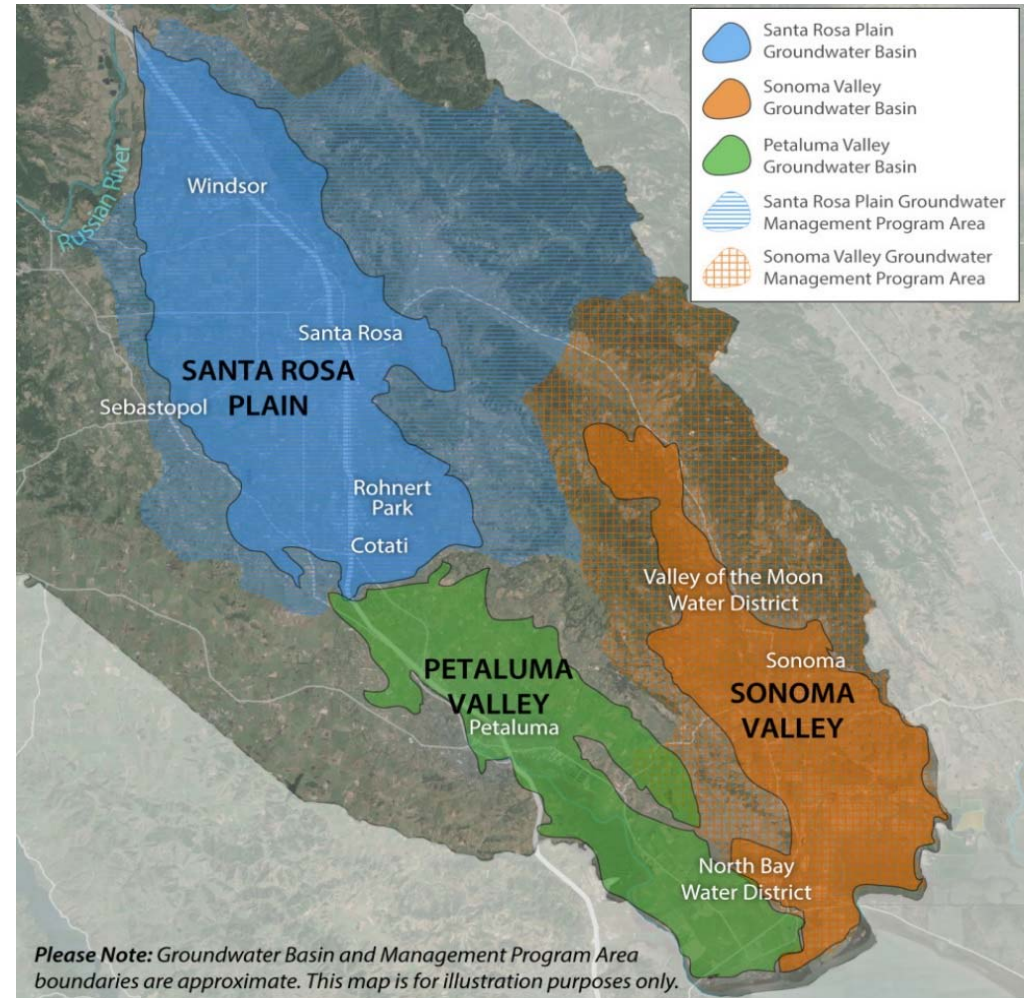 Santa Rosa Plain
Groundwater Basin
Sonoma Valley
Groundwater Basin
Petaluma Valley
Groundwater Basin
Santa Rosa Plain Groundwater
Management Program Area
Sonoma Valley Groundwater
Management Program Area
Russian River
Windsor
Santa Rosa
SANTA ROSA
PLAIN
Sebastopol
Rohnert
Park
Cotati
Valley of the Moon
Water District
Sonoma
SONOMA
VALLEY
PETALUMA
VALLEY
Petaluma
North Bay
Water District
Please Note: Groundwater Basin and Management Program Area
boundaries are approximate. This map is for illustration purposes only.